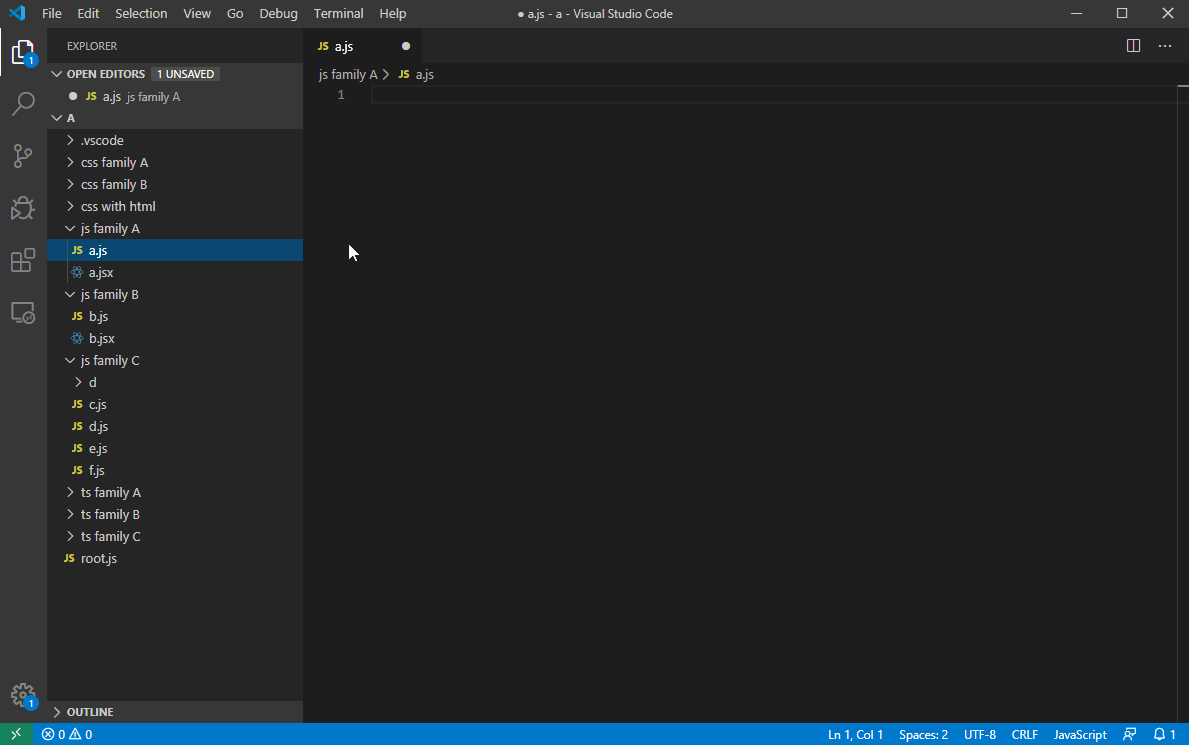 File Edit Selection View Go Debug Terminal Help ● a.js - a - Visual Studio Code
EXPLORER
JS a.js ●
OPEN EDITORS 1 UNSAVED
js family A > JS a.js
● JS a.js js family A
1
A
.vscode
css family A
css family B
css with html
js family A
JS a.js
a.jsx
js family B
JS b.js
b.jsx
js family C
d
JS c.js
JS d.js
JS e.js
JS f.js
ts family A
ts family B
ts family C
JS root.js
OUTLINE
1
1
0 0 Ln 1, Col 1 Spaces: 2 UTF-8 CRLF JavaScript 1